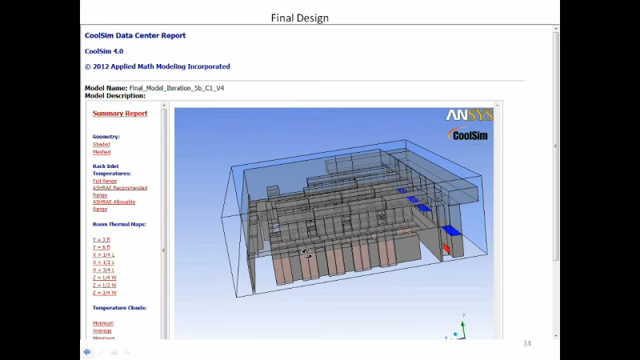 Final Design
CoolSim Data Center Report
CoolSim 4.0
© 2012 Applied Math Modeling Incorporated
Model Name: Final_Model_Iteration_5b_C1_V4
Model Description:
Summary Report
Geometry:
Shaded
Meshed
Rack Inlet
Temperatures:
Full Range
ASHRAE Recommended
Range
ASHRAE Allowable
Range
Room Thermal Maps:
Y = 3 ft
Y = 6 ft
X = 1/4 L
X = 1/2 L
X = 3/4 L
Z = 1/4 W
Z = 1/2 W
Z = 3/4 W
Temperature Clouds:
Minimum
Average
Maximum
ANSYS
CoolSim
Y
14